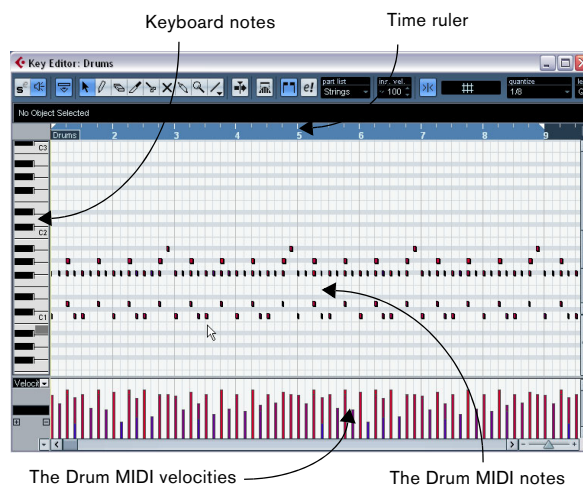 Keyboard notes
Time ruler
Key Editor: Drums
part list
ins. vel.
quantize
Strings
100
1/8
No Object Selected
Drums 2 3 4 5 6 7 8 9
C3
C2
C1
The Drum MIDI velocities
The Drum MIDI notes